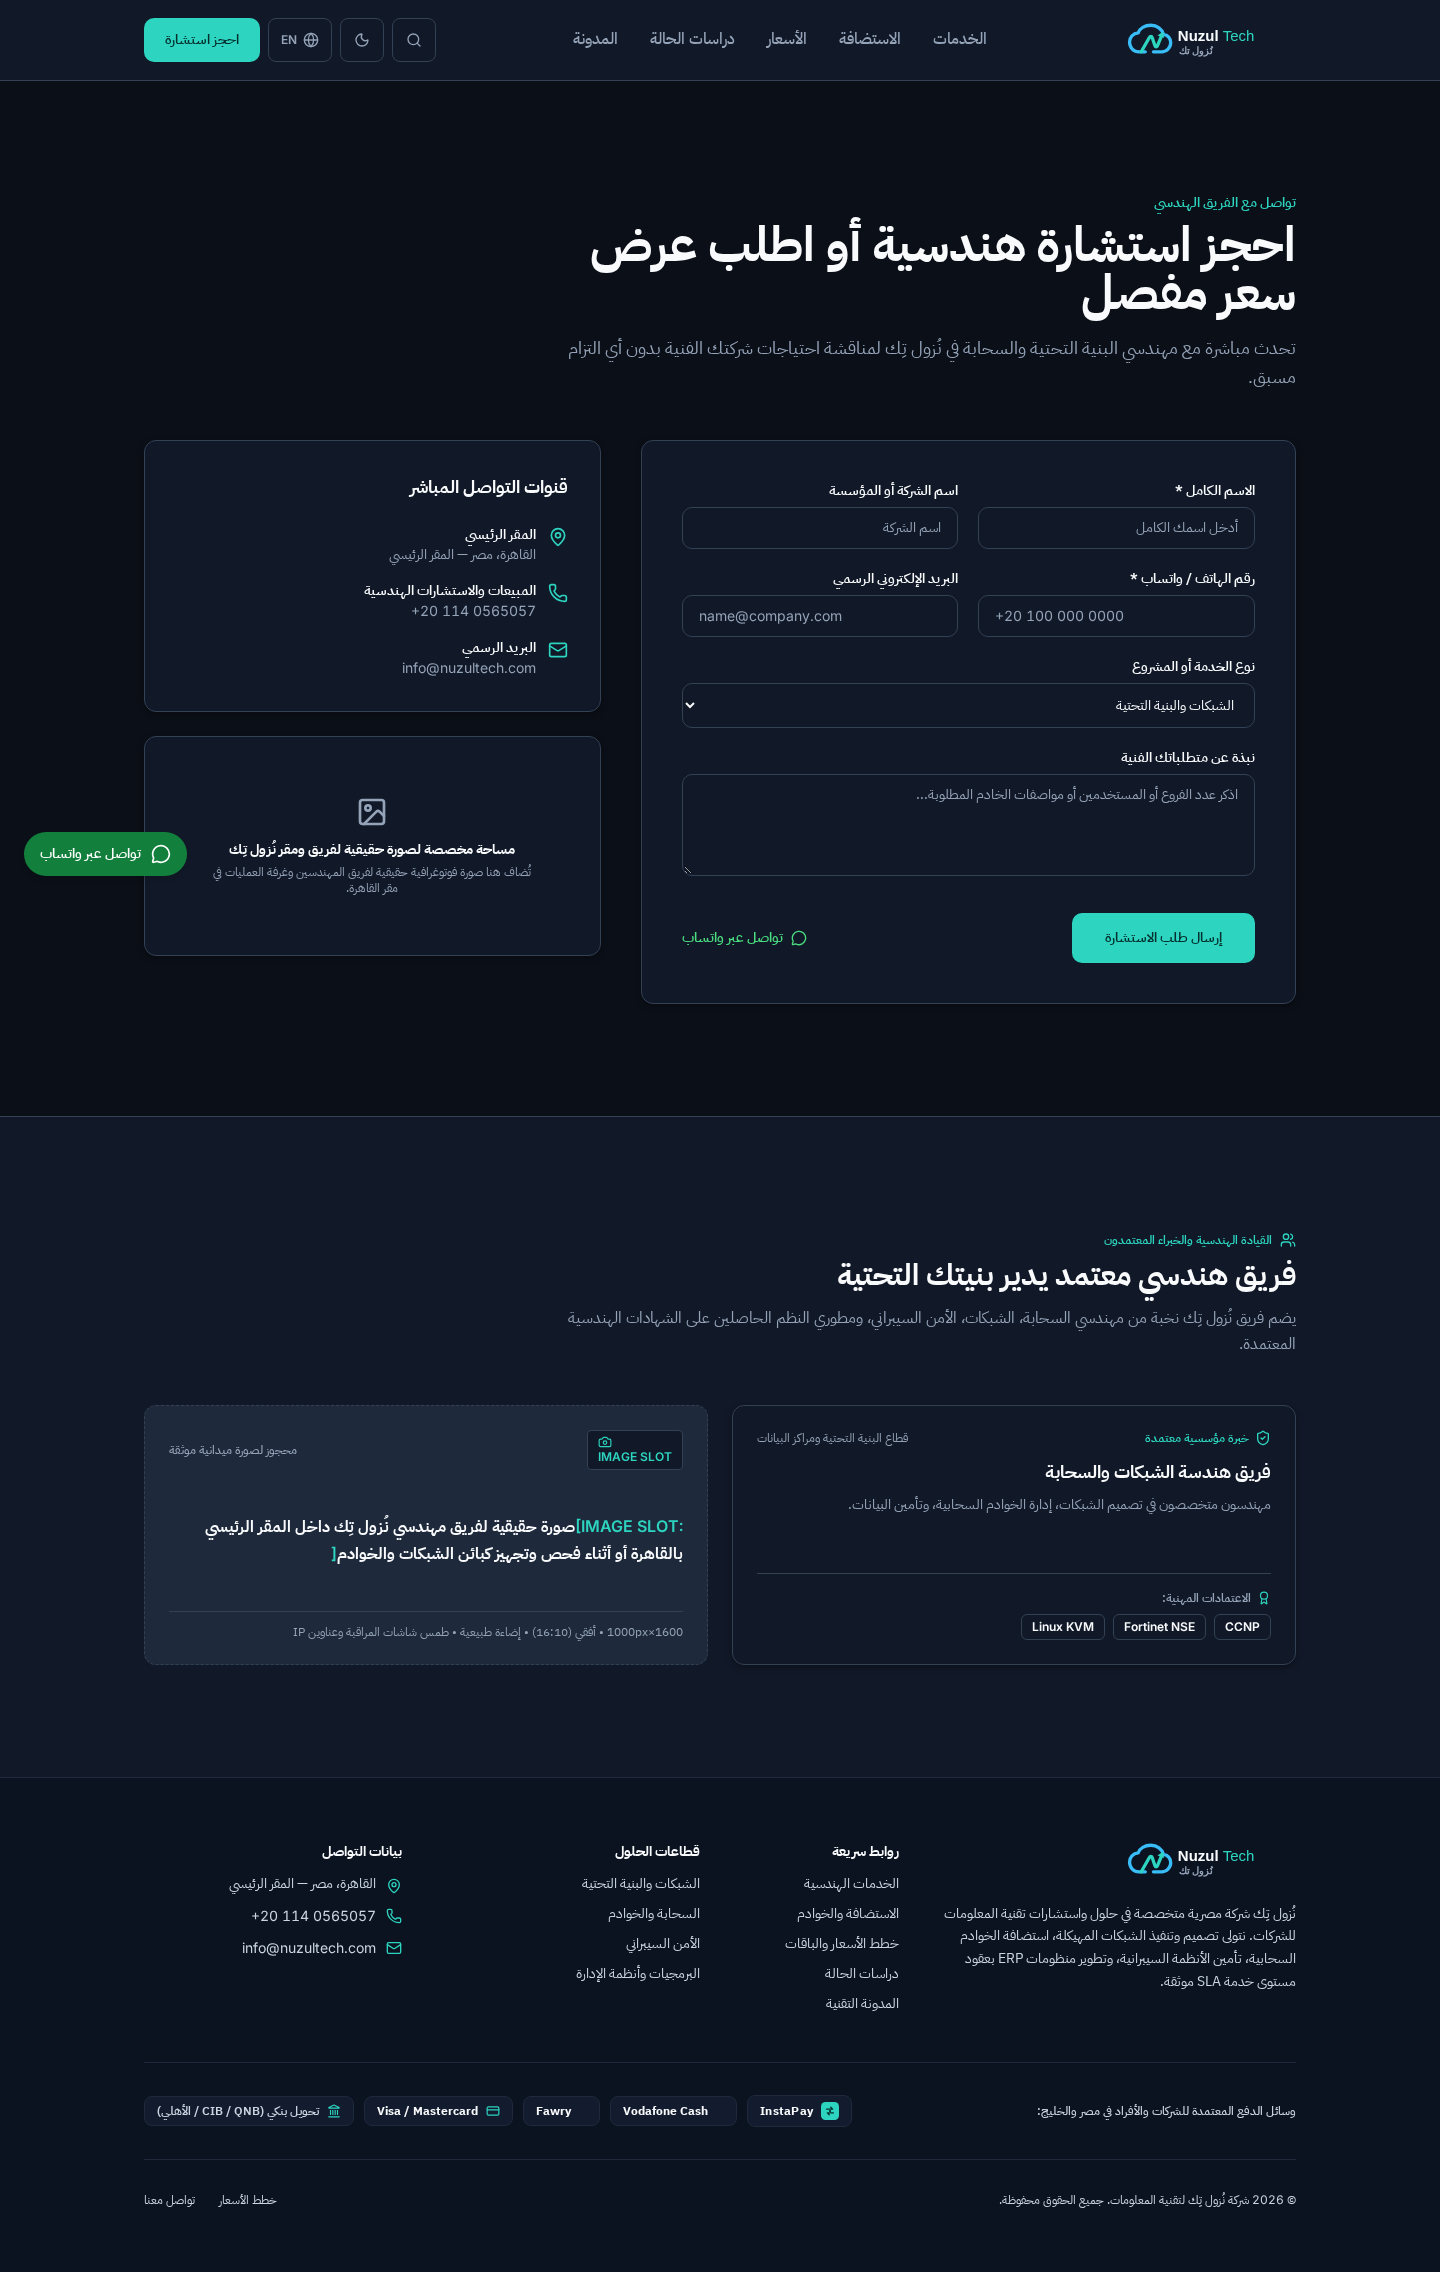 Nuzul Tech
نُزول تك
الخدمات
الاستضافة
الأسعار
دراسات الحالة
المدونة
EN
احجز استشارة
تواصل مع الفريق الهندسي
احجز استشارة هندسية أو اطلب عرض
سعر مفصل
تحدث مباشرة مع مهندسي البنية التحتية والسحابة في نُزول تِك لمناقشة احتياجات شركتك الفنية بدون أي التزام
مسبق.
الاسم الكامل *
أدخل اسمك الكامل
اسم الشركة أو المؤسسة
اسم الشركة
رقم الهاتف / واتساب *
+20 100 000 0000
البريد الإلكتروني الرسمي
name@company.com
نوع الخدمة أو المشروع
الشبكات والبنية التحتية
نبذة عن متطلباتك الفنية
اذكر عدد الفروع أو المستخدمين أو مواصفات الخادم المطلوبة...
إرسال طلب الاستشارة
تواصل عبر واتساب
قنوات التواصل المباشر
المقر الرئيسي
القاهرة، مصر — المقر الرئيسي
المبيعات والاستشارات الهندسية
+20 114 0565057
البريد الرسمي
info@nuzultech.com
مساحة مخصصة لصورة حقيقية لفريق ومقر نُزول تِك
تُضاف هنا صورة فوتوغرافية حقيقية لفريق المهندسين وغرفة العمليات في
مقر القاهرة.
تواصل عبر واتساب
القيادة الهندسية والخبراء المعتمدون
فريق هندسي معتمد يدير بنيتك التحتية
يضم فريق نُزول تِك نخبة من مهندسي السحابة، الشبكات، الأمن السيبراني، ومطوري النظم الحاصلين على الشهادات الهندسية
المعتمدة.
خبرة مؤسسية معتمدة
قطاع البنية التحتية ومراكز البيانات
فريق هندسة الشبكات والسحابة
مهندسون متخصصون في تصميم الشبكات، إدارة الخوادم السحابية، وتأمين البيانات.
الاعتمادات المهنية:
CCNP
Fortinet NSE
Linux KVM
IMAGE SLOT
محجوز لصورة ميدانية موثقة
[IMAGE SLOT: صورة حقيقية لفريق مهندسي نُزول تِك داخل المقر الرئيسي
بالقاهرة أو أثناء فحص وتجهيز كبائن الشبكات والخوادم]
1600×1000px • أفقي (16:10) • إضاءة طبيعية • طمس شاشات المراقبة وعناوين IP
Nuzul Tech
نُزول تك
نُزول تِك شركة مصرية متخصصة في حلول واستشارات تقنية المعلومات
للشركات. نتولى تصميم وتنفيذ الشبكات المهيكلة، استضافة الخوادم
السحابية، تأمين الأنظمة السيبرانية، وتطوير منظومات ERP بعقود
مستوى خدمة SLA موثقة.
روابط سريعة
الخدمات الهندسية
الاستضافة والخوادم
خطط الأسعار والباقات
دراسات الحالة
المدونة التقنية
قطاعات الحلول
الشبكات والبنية التحتية
السحابة والخوادم
الأمن السيبراني
البرمجيات وأنظمة الإدارة
بيانات التواصل
القاهرة، مصر — المقر الرئيسي
+20 114 0565057
info@nuzultech.com
وسائل الدفع المعتمدة للشركات والأفراد في مصر والخليج:
InstaPay
Vodafone Cash
Fawry
Visa / Mastercard
تحويل بنكي (CIB / QNB / الأهلي)
© 2026 شركة نُزول تِك لتقنية المعلومات. جميع الحقوق محفوظة.
خطط الأسعار
تواصل معنا